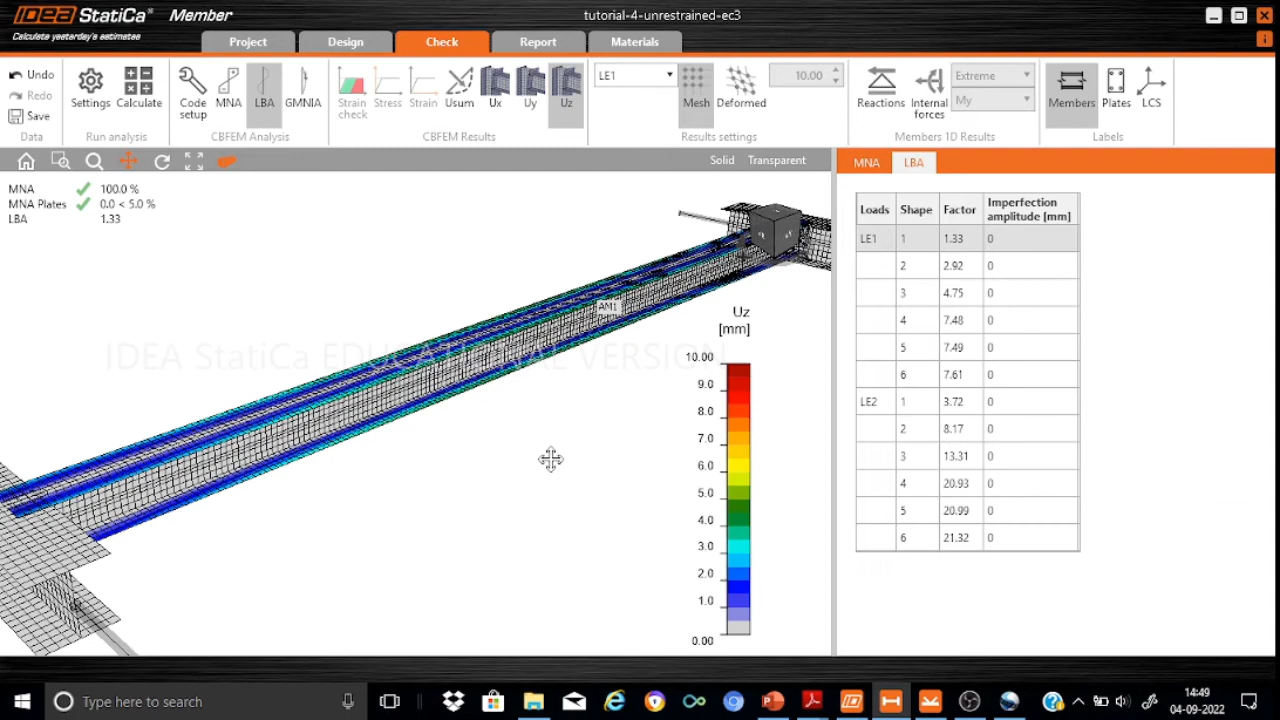 IDEA StatiCa® Member
Calculate yesterday's estimates
tutorial-4-unrestrained-ec3
Project Design Check Report Materials
Undo
Redo
Save
Settings Calculate
Code setup MNA LBA GMNIA
Strain check Stress Strain Usum Ux Uy Uz
LE1
Mesh Deformed
10.00
Reactions Internal forces
Extreme
My
Members Plates LCS
Data Run analysis CBFEM Analysis CBFEM Results Results settings Members 1D Results Labels
Solid Transparent
MNA LBA
MNA 100.0 %
MNA Plates 0.0 < 5.0 %
LBA 1.33
AM1
IDEA StatiCa EDUCATIONAL VERSION
Uz
[mm]
10.00
9.0
8.0
7.0
6.0
5.0
4.0
3.0
2.0
1.0
0.00
Loads Shape Factor Imperfection amplitude [mm]
LE1 1 1.33 0
2 2.92 0
3 4.75 0
4 7.48 0
5 7.49 0
6 7.61 0
LE2 1 3.72 0
2 8.17 0
3 13.31 0
4 20.93 0
5 20.99 0
6 21.32 0
Type here to search
14:49
04-09-2022